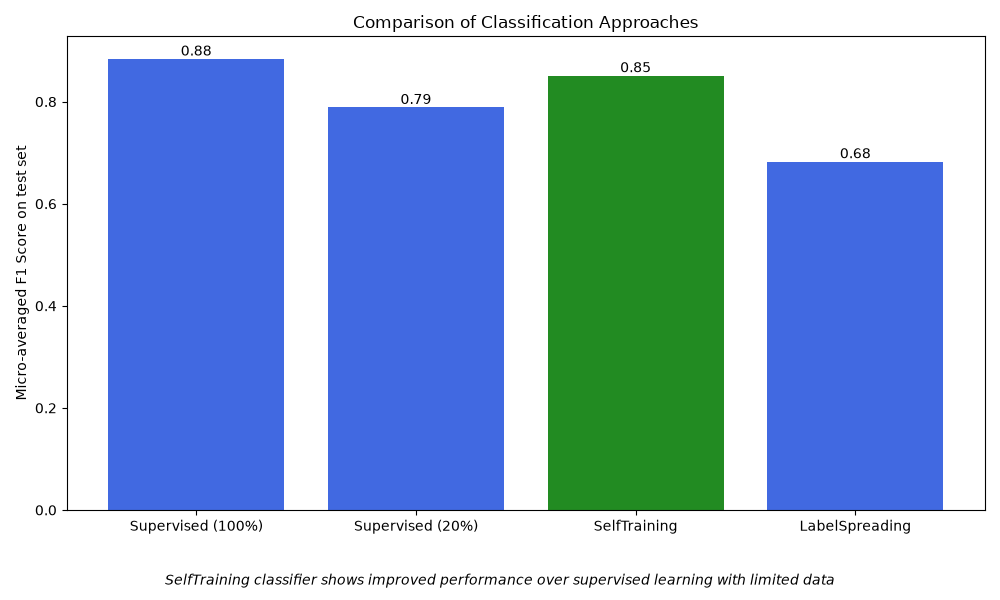 Comparison of Classification Approaches
Micro-averaged F1 Score on test set
0.8
0.6
0.4
0.2
0.0
0.88
0.79
0.85
0.68
Supervised (100%)
Supervised (20%)
SelfTraining
LabelSpreading
SelfTraining classifier shows improved performance over supervised learning with limited data